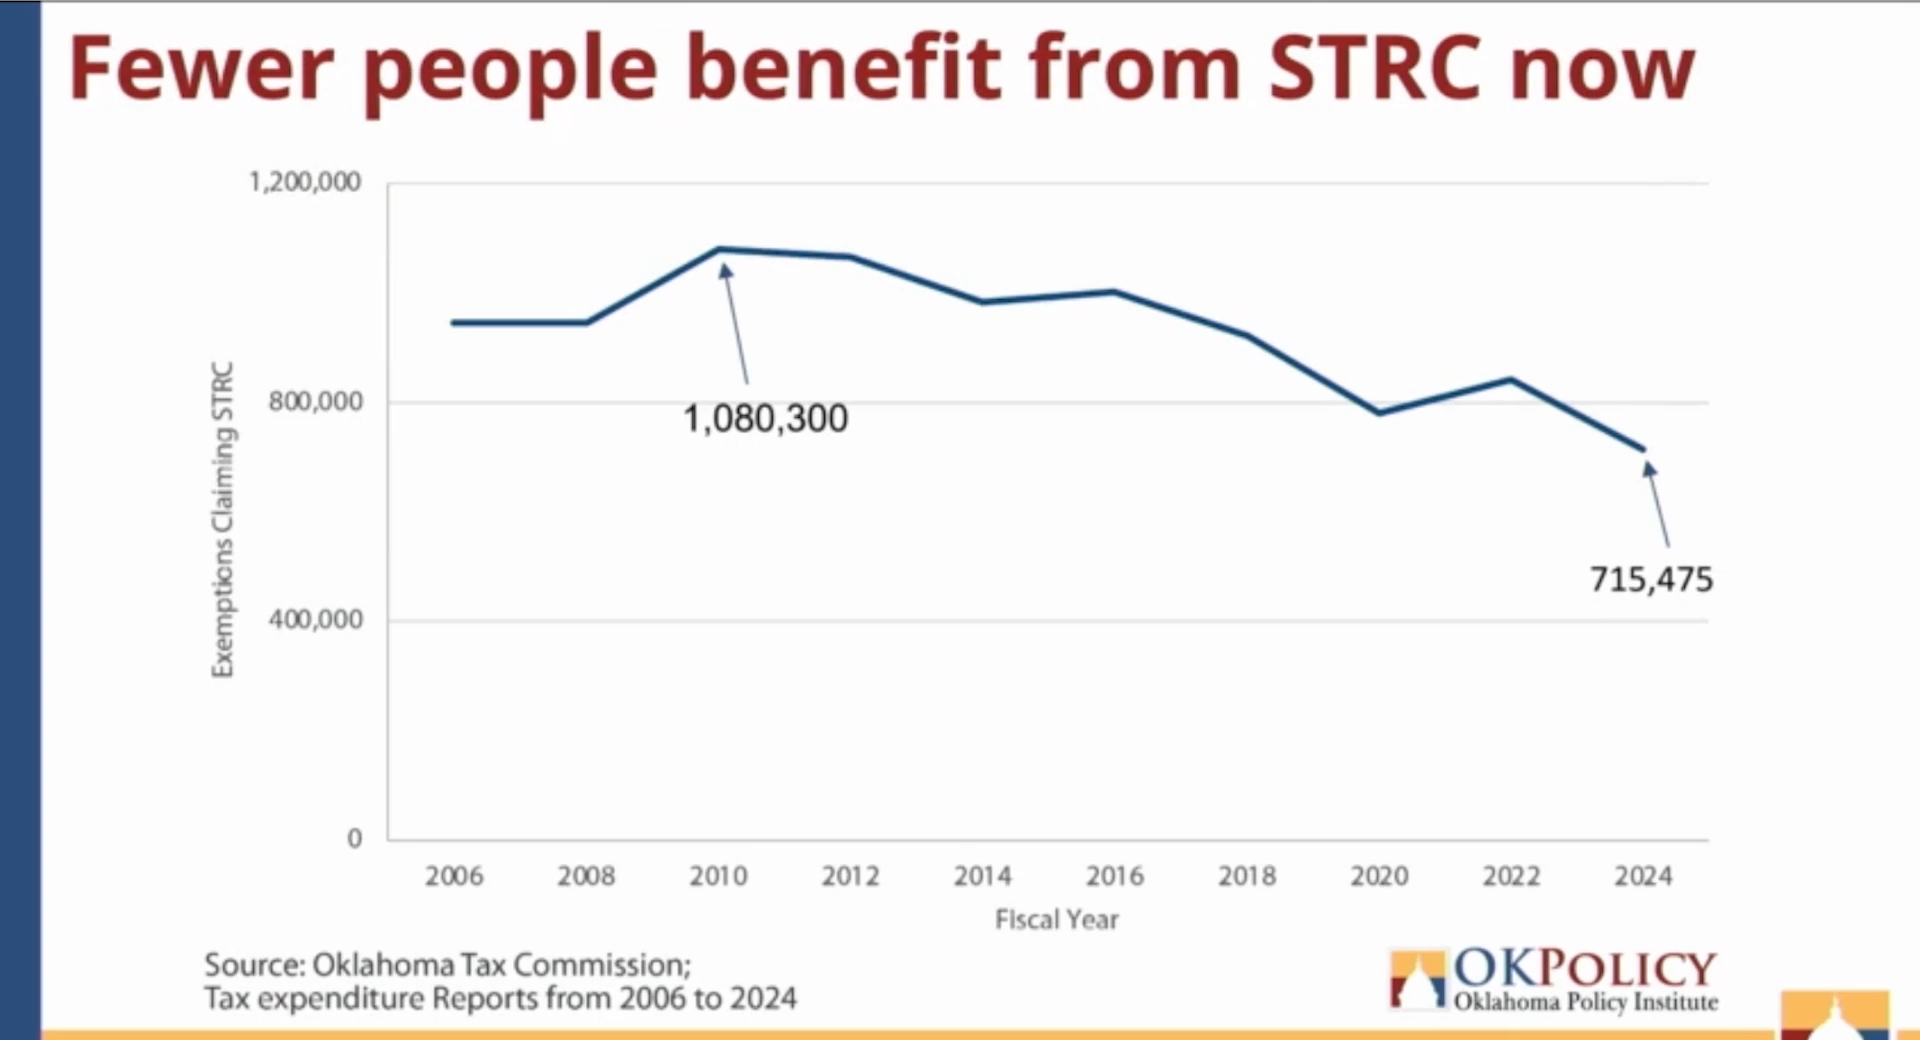 Fewer people benefit from STRC now
1,200,000
800,000
400,000
0
Exemptions Claiming STRC
1,080,300
715,475
2006 2008 2010 2012 2014 2016 2018 2020 2022 2024
Fiscal Year
Source: Oklahoma Tax Commission;
Tax expenditure Reports from 2006 to 2024
OKPOLICY
Oklahoma Policy Institute